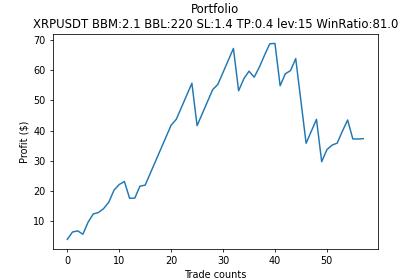 Portfolio
XRPUSDT BBM:2.1 BBL:220 SL:1.4 TP:0.4 lev:15 WinRatio:81.0
70
60
50
40
30
20
10
Profit ($)
0 10 20 30 40 50
Trade counts